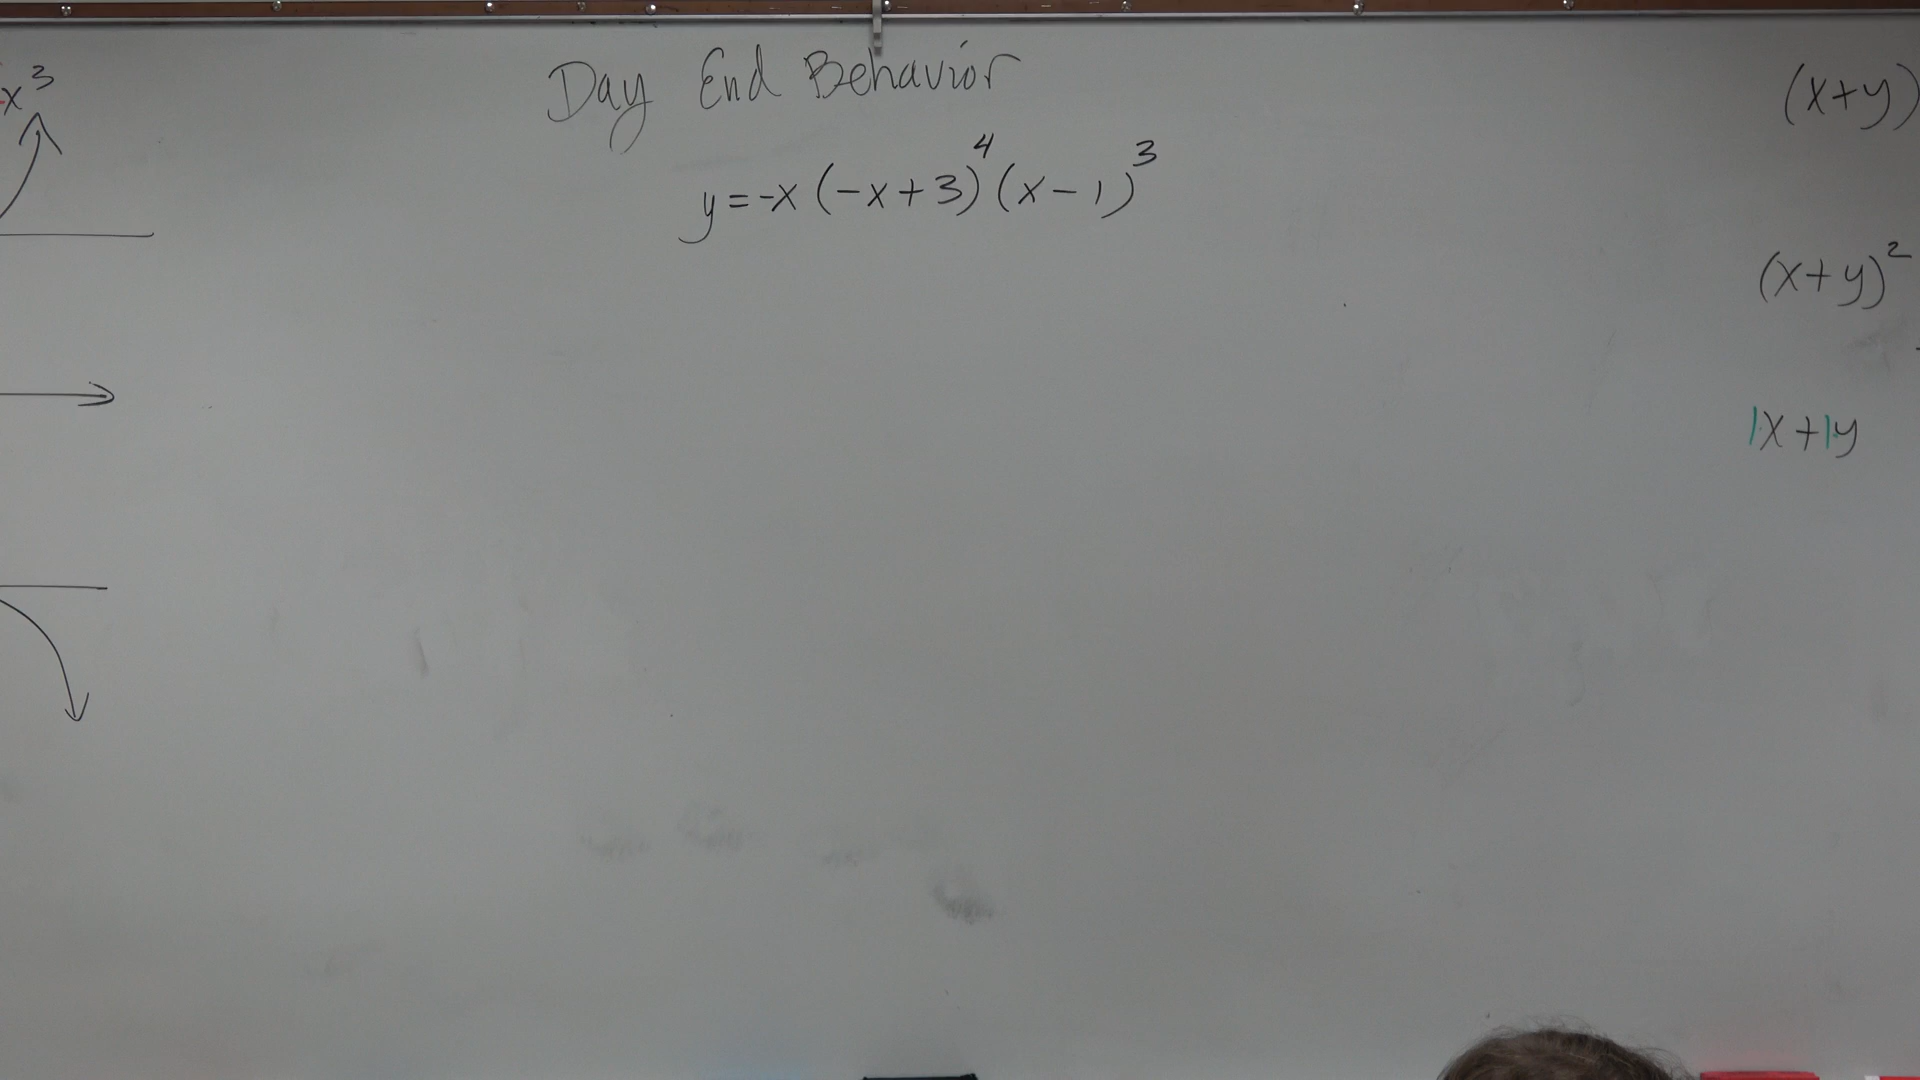 x³
Day End Behavior
y=-x(-x+3)⁴(x-1)³
(x+y)
(x+y)²
1x+1y